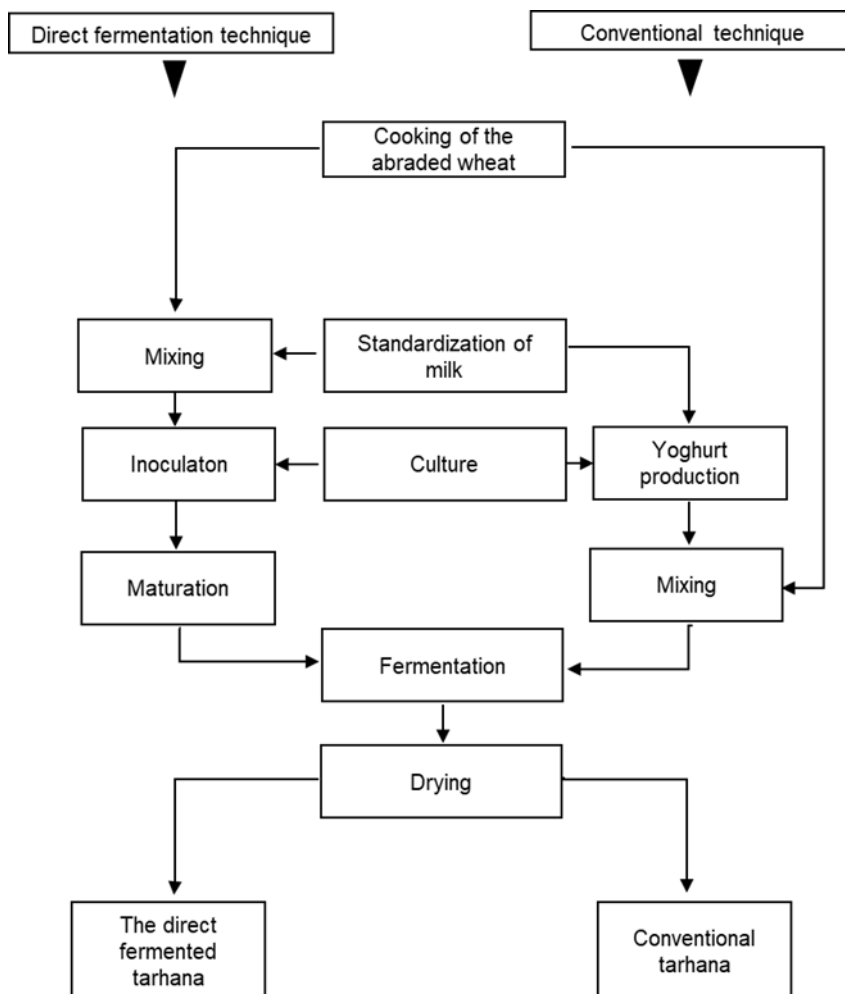 Direct fermentation technique
Conventional technique
Cooking of the
abraded wheat
Mixing
Standardization of
milk
Inoculaton
Culture
Yoghurt
production
Maturation
Mixing
Fermentation
Drying
The direct
fermented
tarhana
Conventional
tarhana